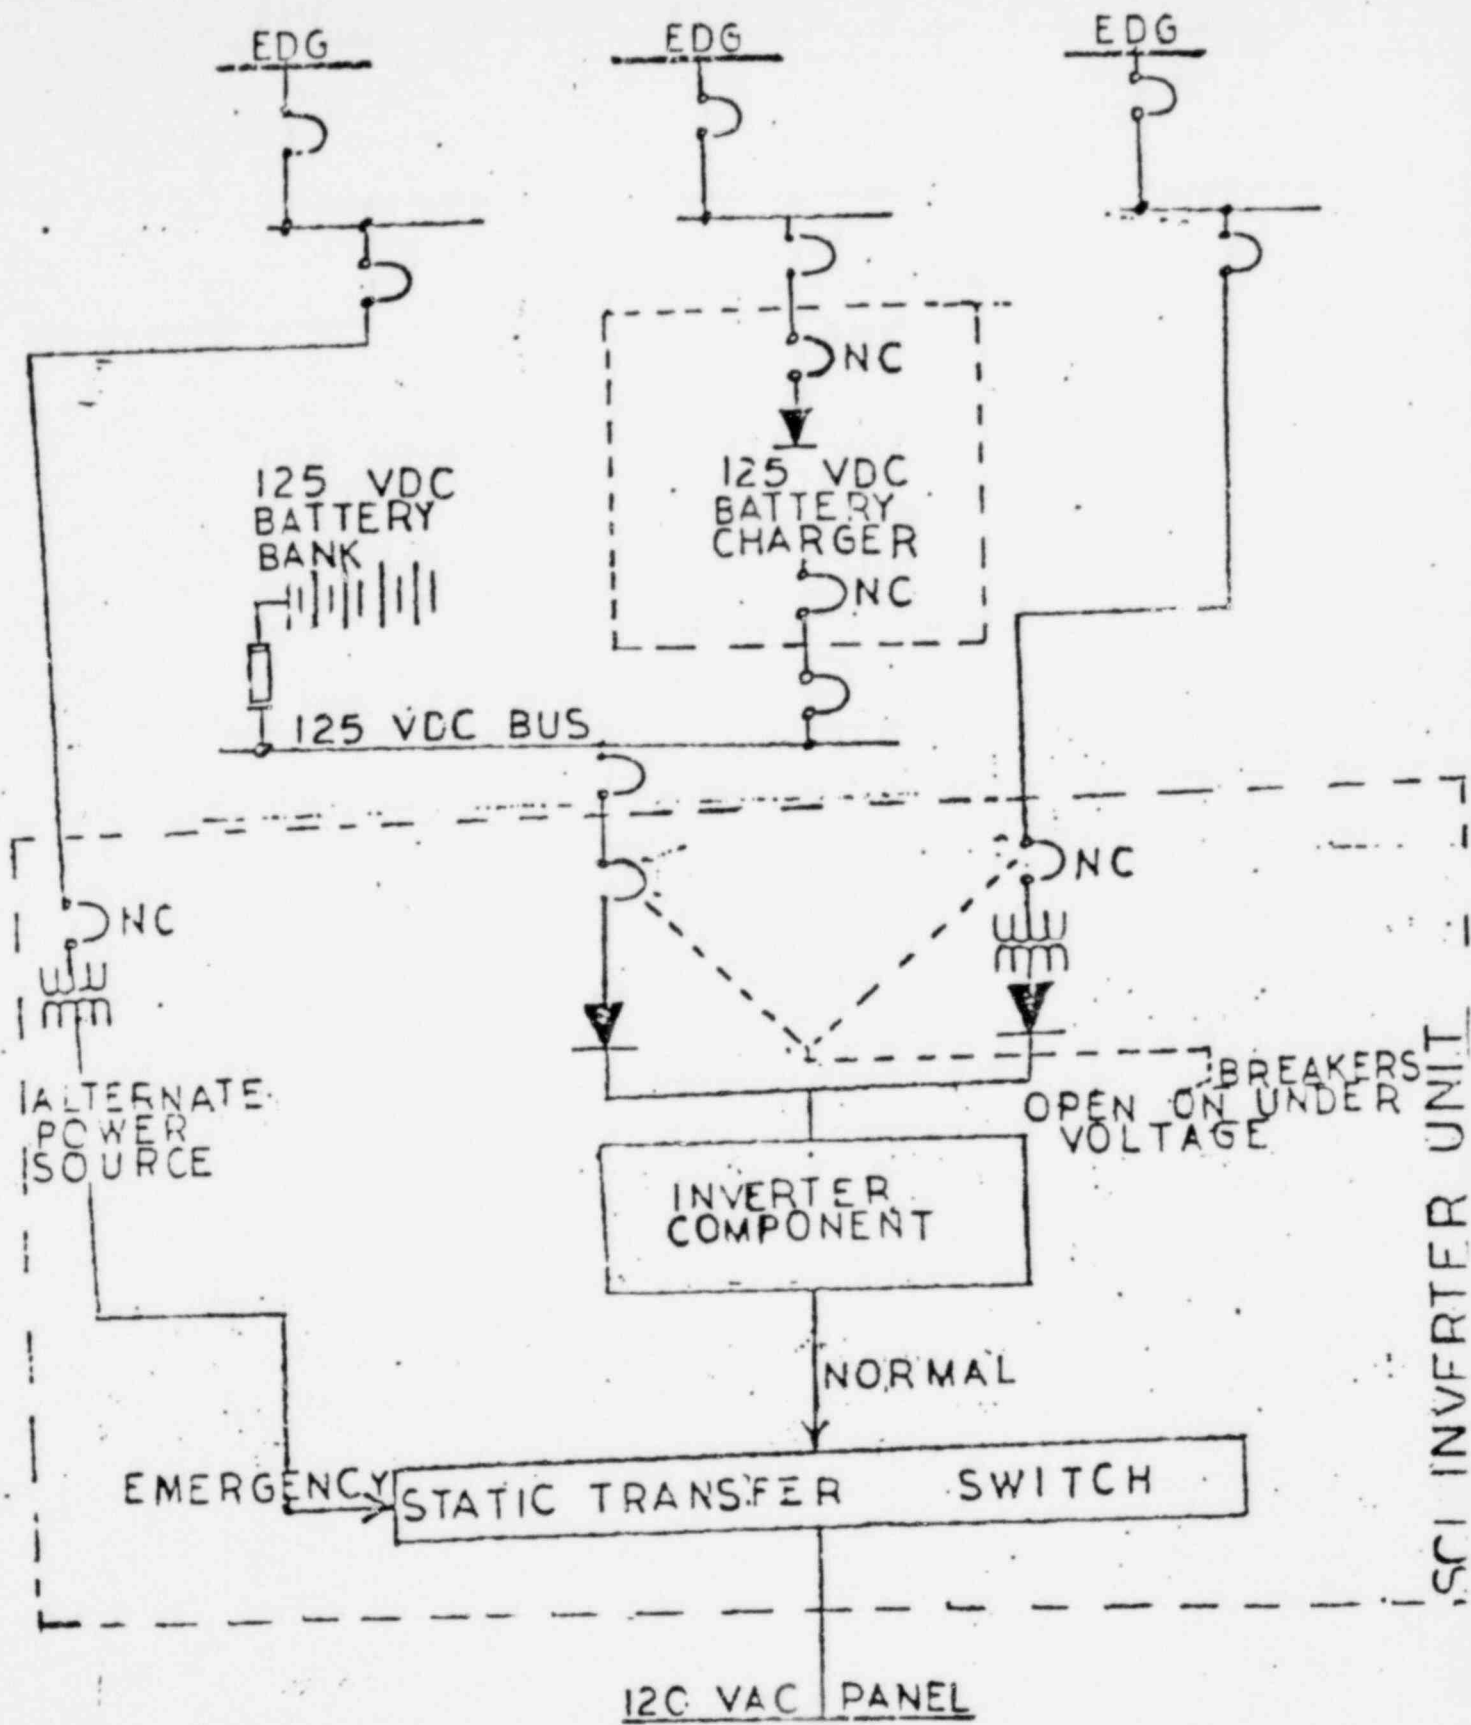 EDG
EDG
EDG
NC
125 VDC
BATTERY
BANK
125 VDC
BATTERY
CHARGER
NC
125 VDC BUS
NC
NC
ALTERNATE
POWER
SOURCE
BREAKERS
OPEN ON UNDER
VOLTAGE
INVERTER
COMPONENT
NORMAL
EMERGENCY
STATIC TRANSFER SWITCH
SCI INVERTER UNIT
120 VAC PANEL